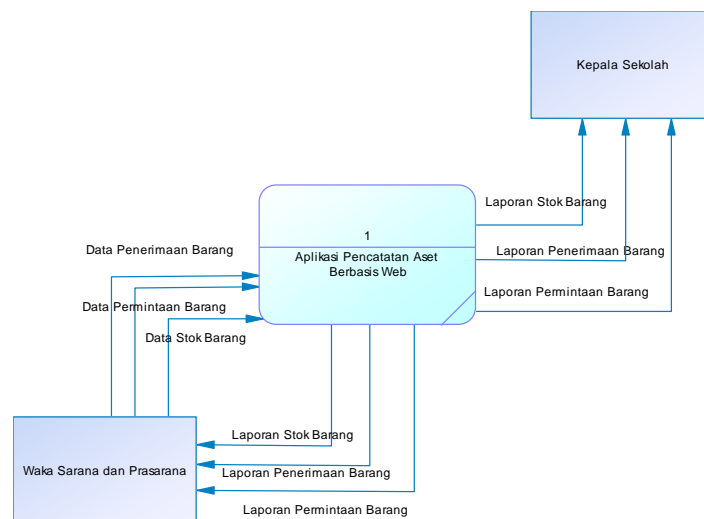 Kepala Sekolah
Laporan Stok Barang
1
Data Penerimaan Barang
Laporan Penerimaan Barang
Aplikasi Pencatatan Aset
Berbasis Web
Laporan Permintaan Barang
Data Permintaan Barang
Data Stok Barang
Laporan Stok Barang
Waka Sarana dan Prasarana
Laporan Penerimaan Barang
Laporan Permintaan Barang